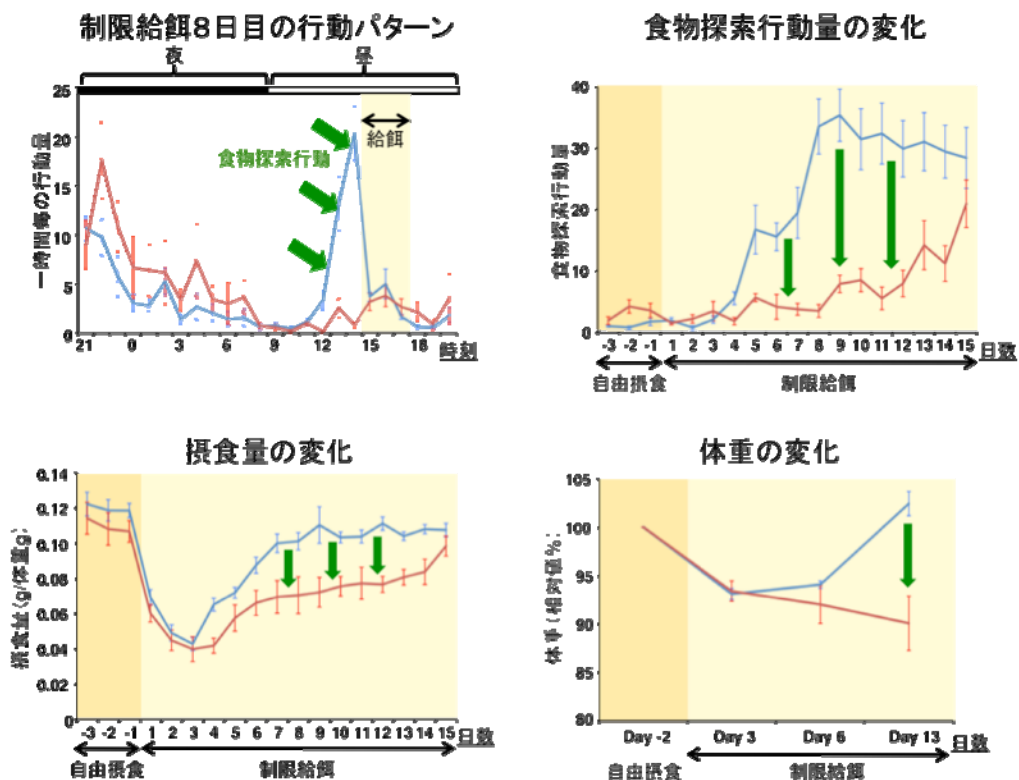 制限給餌8日目の行動パターン
夜
昼
25
20
15
10
5
0
一時間毎の行動量
食物探索行動
給餌
21
0
3
6
9
12
15
18
時刻
食物探索行動量の変化
40
30
20
10
0
食物探索行動量
-3 -2 -1 1 2 3 4 5 6 7 8 9 10 11 12 13 14 15
日数
自由摂食
制限給餌
摂食量の変化
0.14
0.12
0.10
0.08
0.06
0.04
0.02
0
摂食量(g/体重g)
-3 -2 -1 1 2 3 4 5 6 7 8 9 10 11 12 13 14 15
日数
自由摂食
制限給餌
体重の変化
105
100
95
90
85
80
体重(相対値%)
Day -2
Day 3
Day 6
Day 13
日数
自由摂食
制限給餌